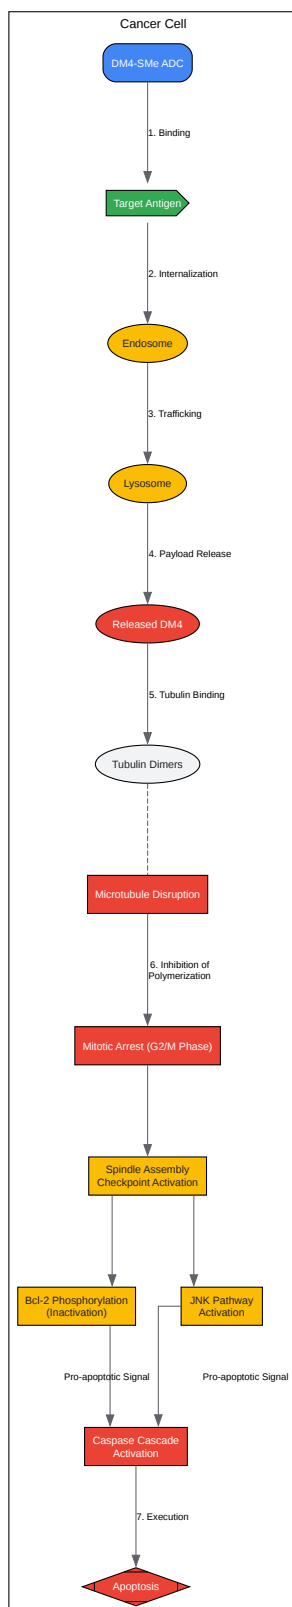 Cancer Cell
DM4-SMe ADC
1. Binding
Target Antigen
2. Internalization
Endosome
3. Trafficking
Lysosome
4. Payload Release
Released DM4
5. Tubulin Binding
Tubulin Dimers
Microtubule Disruption
6. Inhibition of
Polymerization
Mitotic Arrest (G2/M Phase)
Spindle Assembly
Checkpoint Activation
Bcl-2 Phosphorylation
(Inactivation)
JNK Pathway
Activation
Pro-apoptotic Signal
Pro-apoptotic Signal
Caspase Cascade
Activation
7. Execution
Apoptosis